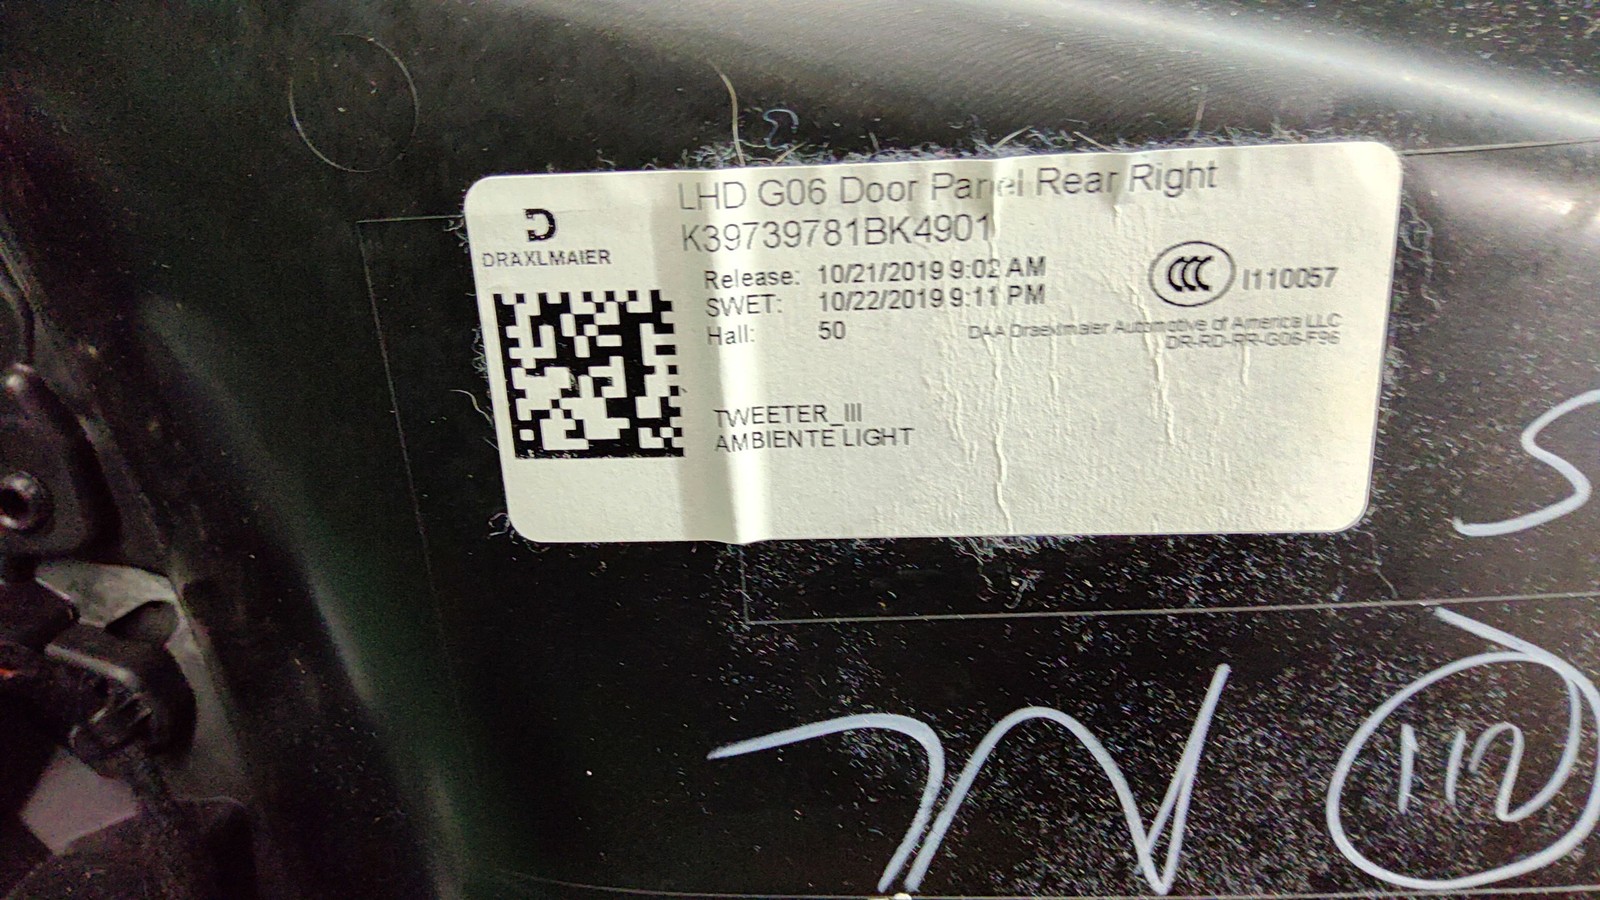 LHD G06 Door Panel Rear Right
K39739781BK4901
DRÄXLMAIER
Release: 10/21/2019 9:02 AM
SWET: 10/22/2019 9:11 PM
Hall: 50
CCC I110057
DAA Draexlmaier Automotive of America LLC
DR-RD-RR-G06-F96
TWEETER_III
AMBIENTE LIGHT
112